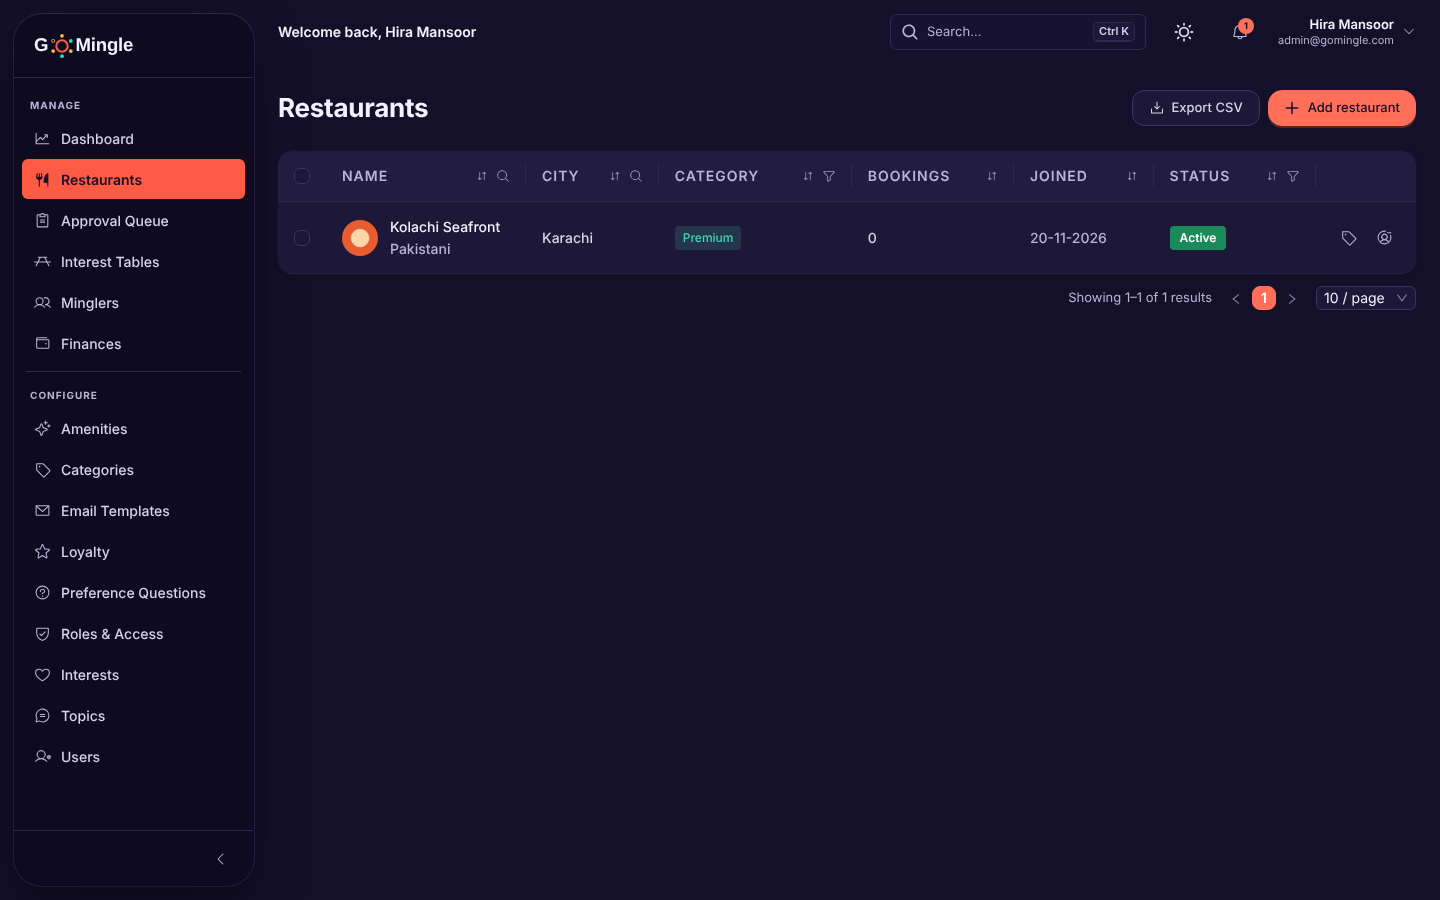 G Mingle
Welcome back, Hira Mansoor
Search...
Ctrl K
1
Hira Mansoor
admin@gomingle.com
MANAGE
Dashboard
Restaurants
Approval Queue
Interest Tables
Minglers
Finances
CONFIGURE
Amenities
Categories
Email Templates
Loyalty
Preference Questions
Roles & Access
Interests
Topics
Users
Restaurants
Export CSV
Add restaurant
NAME CITY CATEGORY BOOKINGS JOINED STATUS
Kolachi Seafront
Pakistani
Karachi
Premium
0
20-11-2026
Active
Showing 1–1 of 1 results
1
10 / page